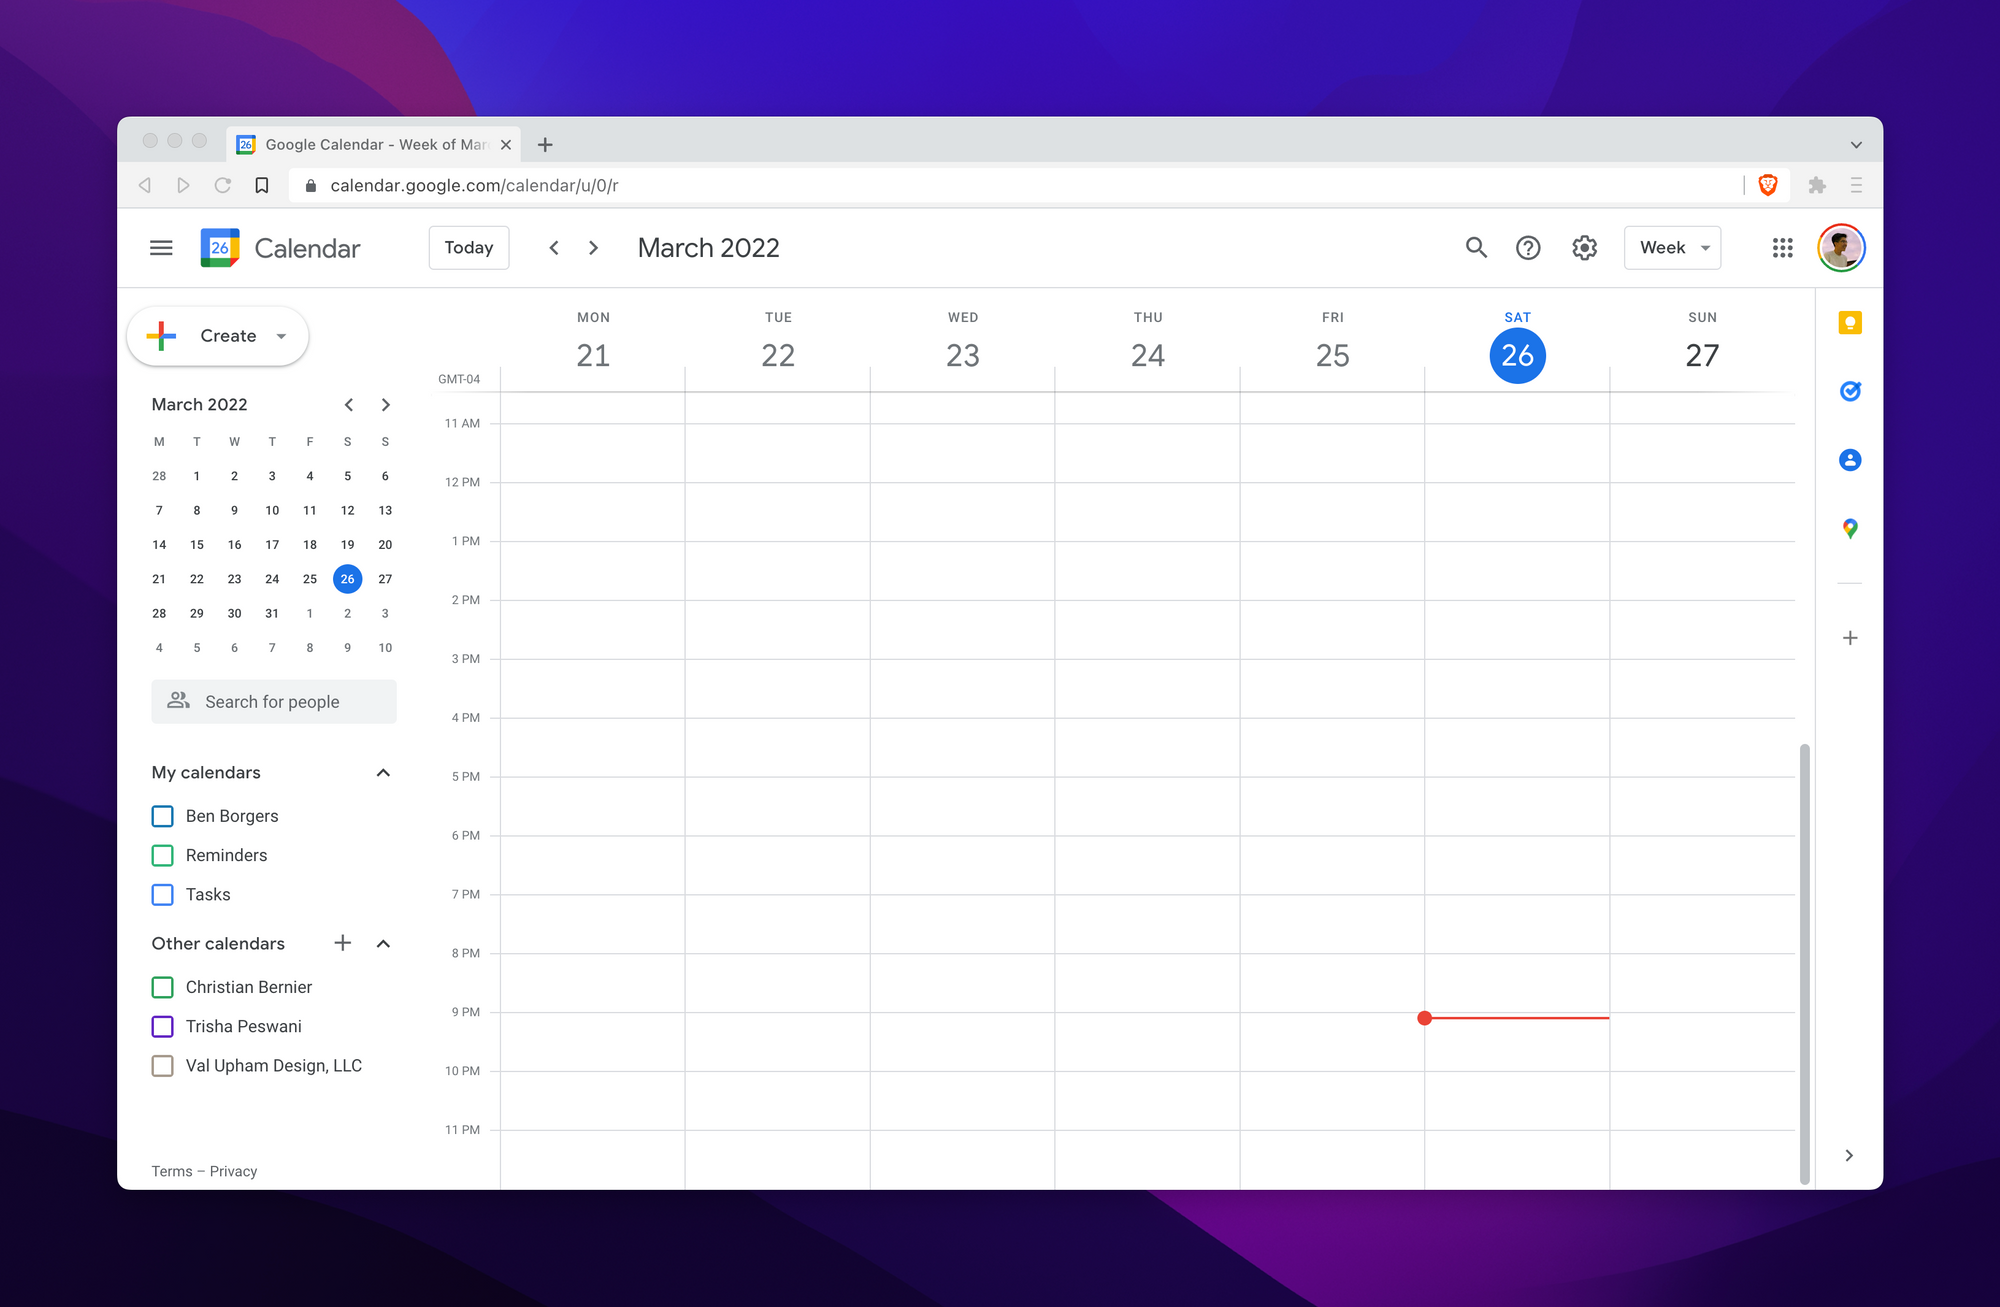 26 Google Calendar - Week of Mar
calendar.google.com/calendar/u/0/r
26 Calendar Today March 2022 Week
Create
March 2022
M T W T F S S
28 1 2 3 4 5 6
7 8 9 10 11 12 13
14 15 16 17 18 19 20
21 22 23 24 25 26 27
28 29 30 31 1 2 3
4 5 6 7 8 9 10
Search for people
My calendars
Ben Borgers
Reminders
Tasks
Other calendars
Christian Bernier
Trisha Peswani
Val Upham Design, LLC
Terms – Privacy
MON TUE WED THU FRI SAT SUN
21 22 23 24 25 26 27
GMT-04
11 AM
12 PM
1 PM
2 PM
3 PM
4 PM
5 PM
6 PM
7 PM
8 PM
9 PM
10 PM
11 PM